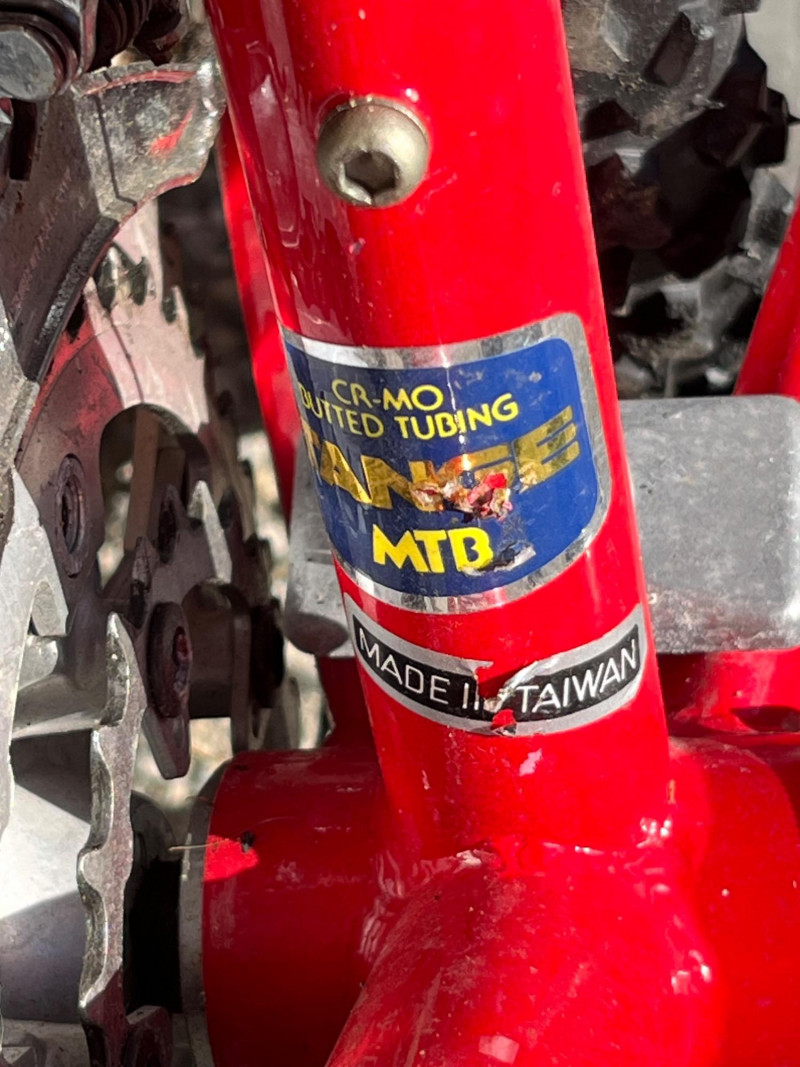 CR-MO
BUTTED TUBING
TANGE
MTB
MADE IN TAIWAN